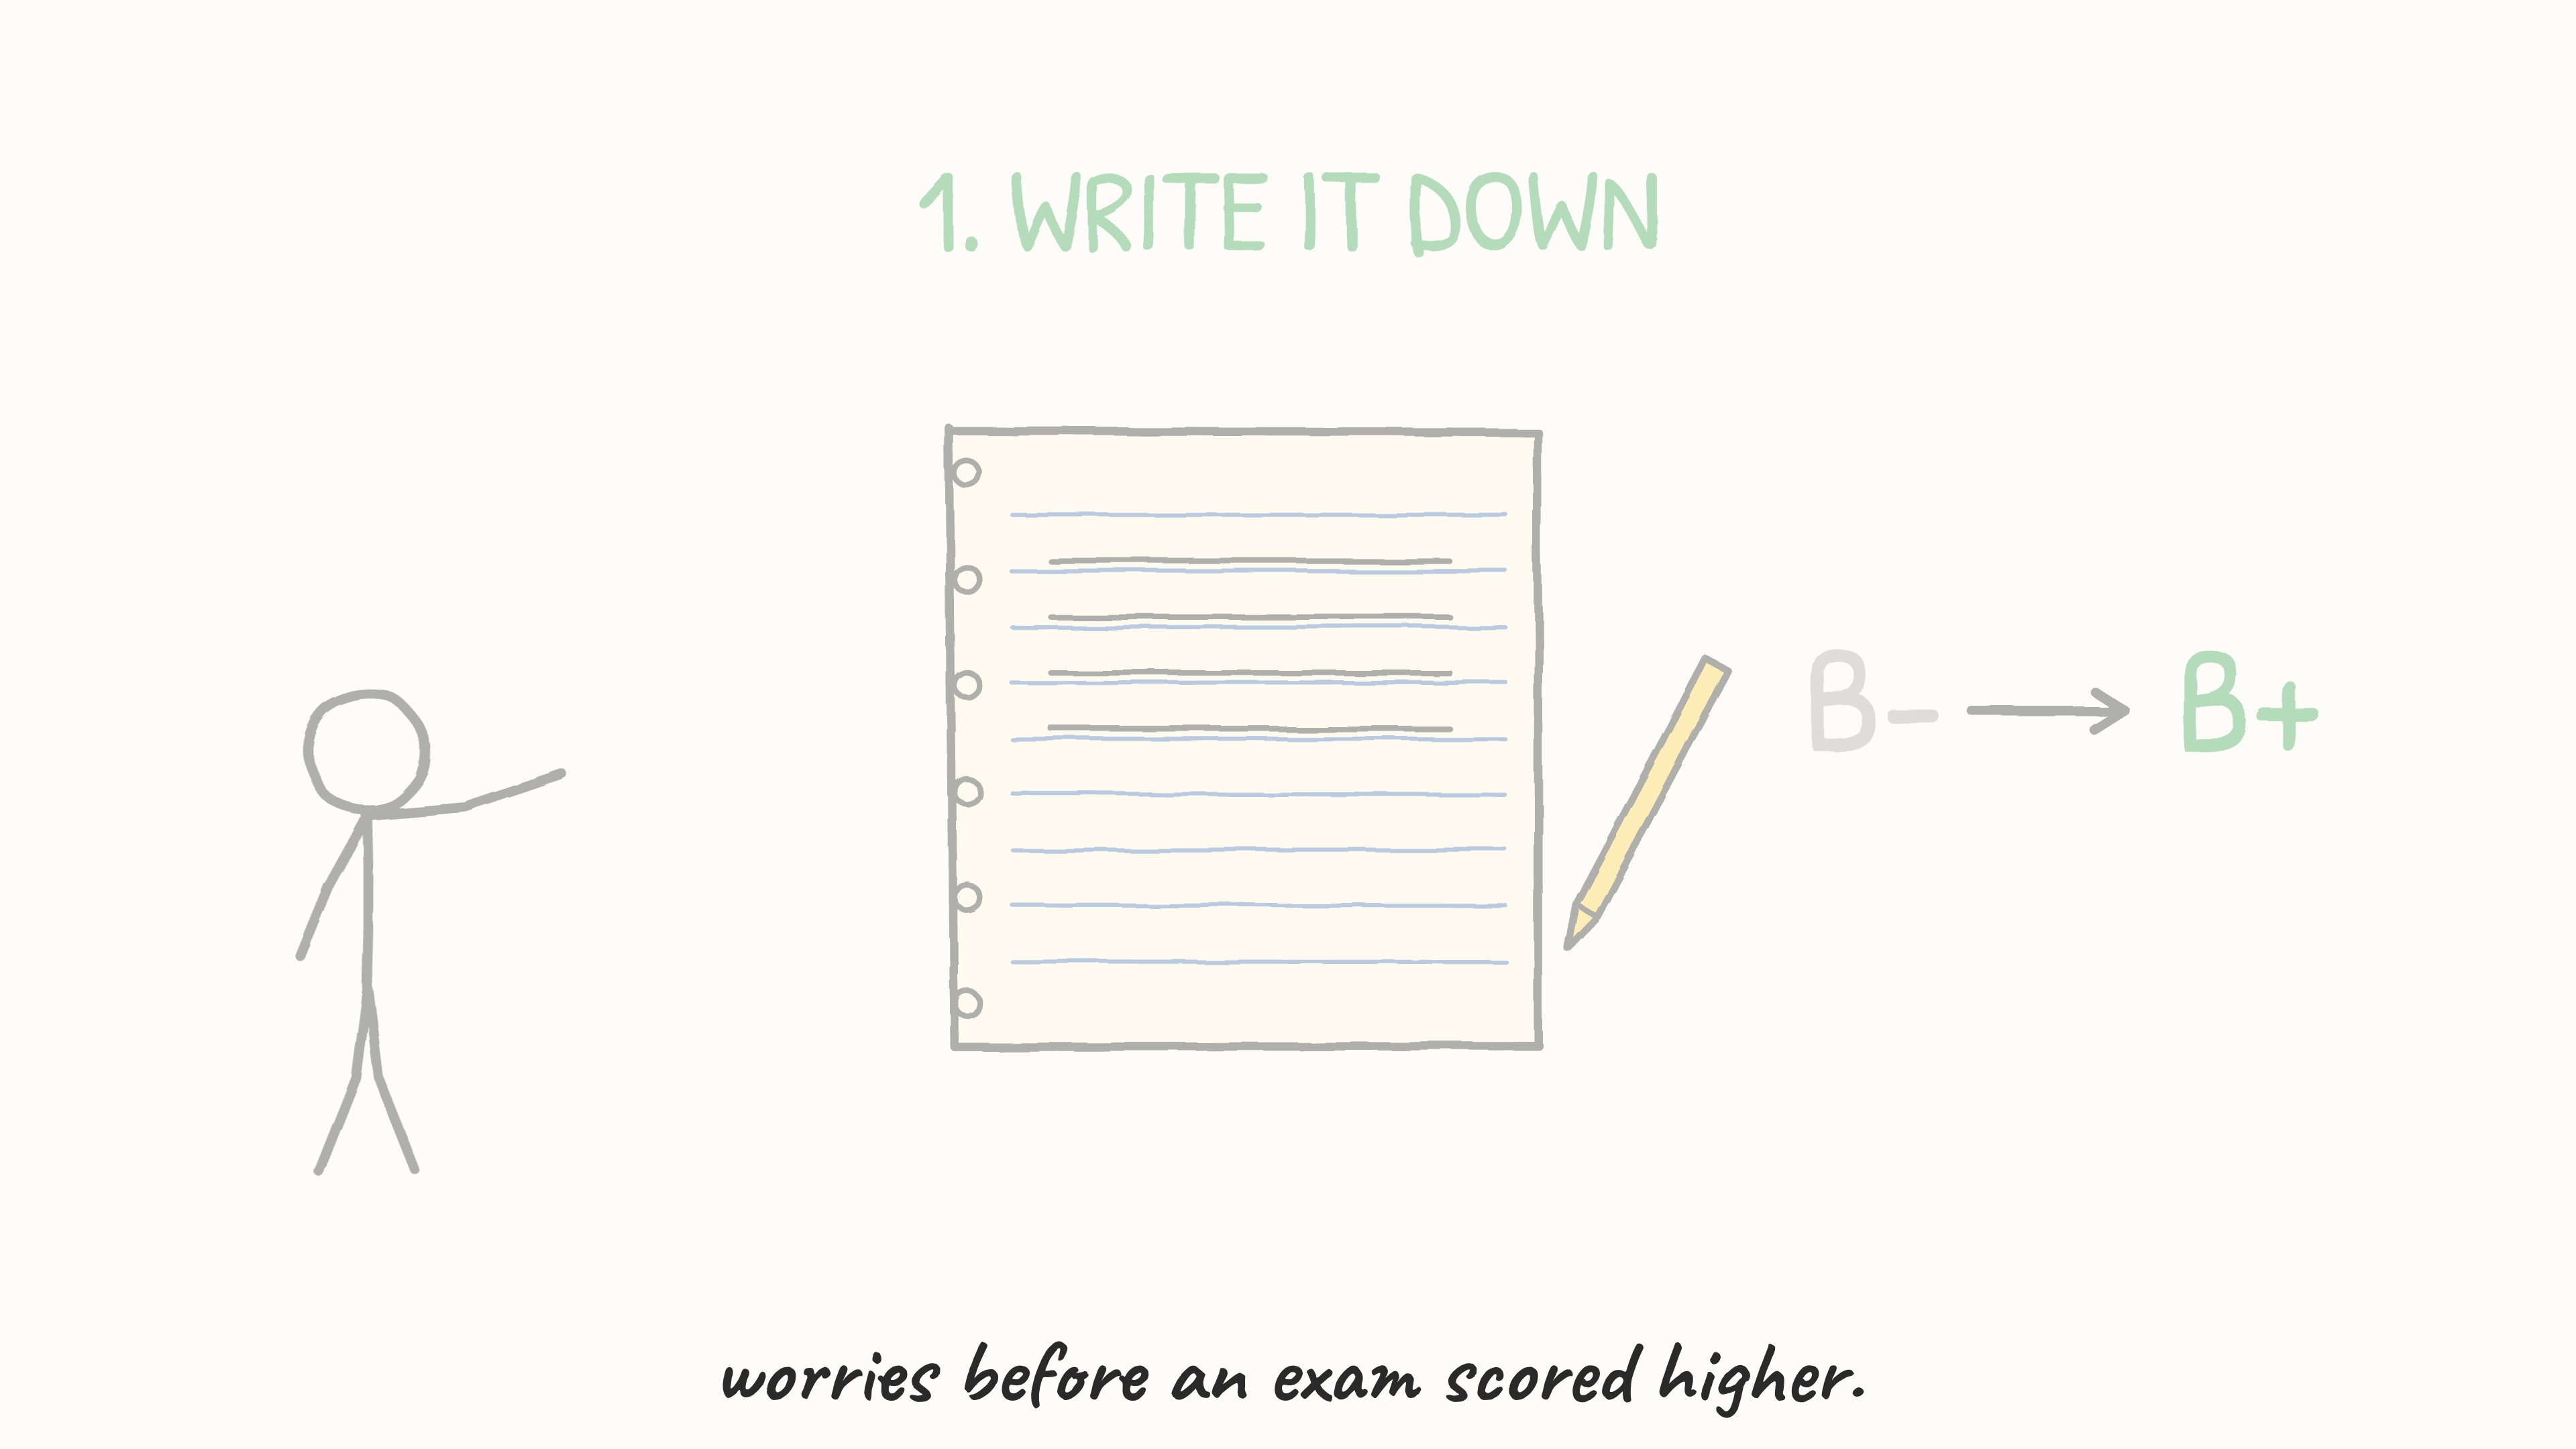 1. WRITE IT DOWN
B- → B+
worries before an exam scored higher.